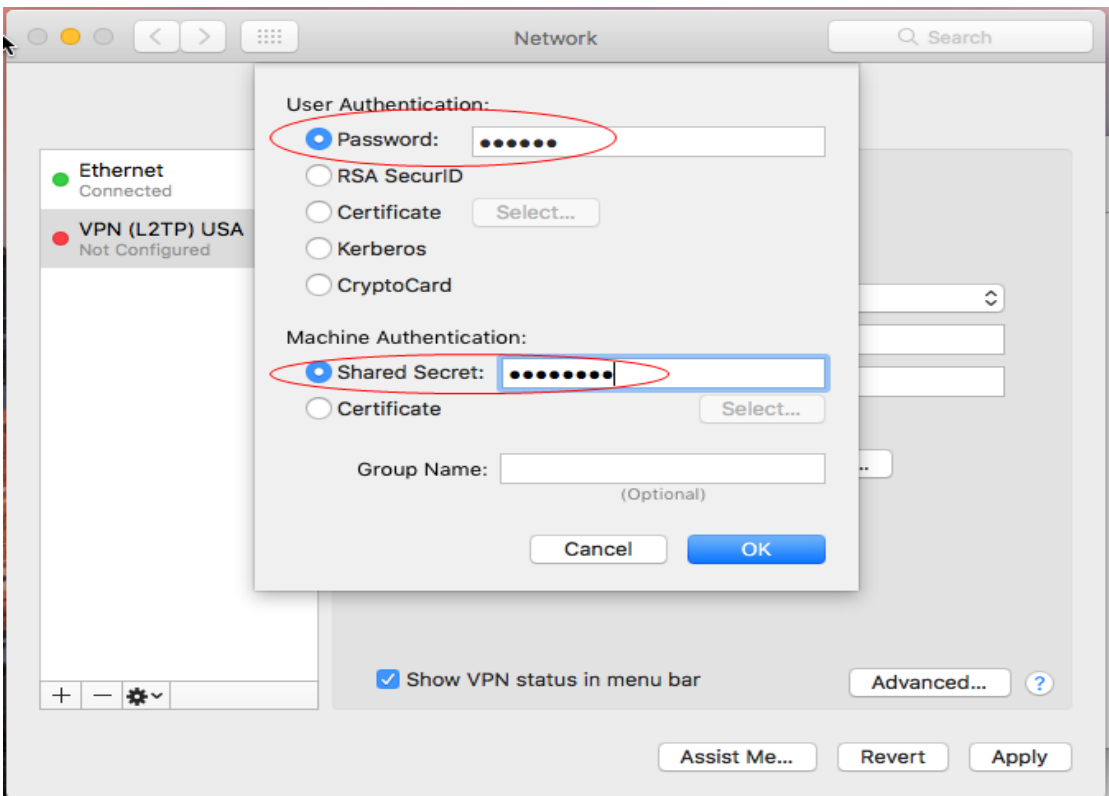 Network
Search
User Authentication:
Password: ••••••
RSA SecurID
Certificate Select...
Kerberos
CryptoCard
Machine Authentication:
Shared Secret: ••••••••
Certificate Select...
Group Name:
(Optional)
Cancel OK
Ethernet
Connected
VPN (L2TP) USA
Not Configured
..
Show VPN status in menu bar
Advanced... ?
+ −
Assist Me... Revert Apply